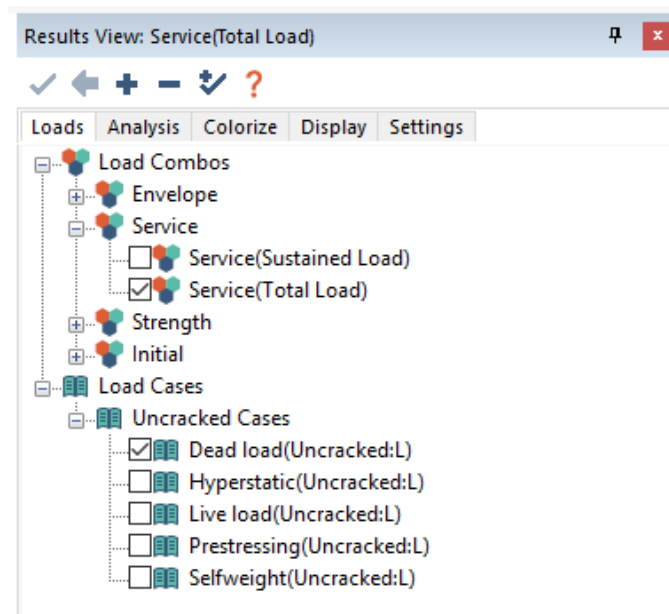 Results View: Service(Total Load)
Loads Analysis Colorize Display Settings
Load Combos
Envelope
Service
Service(Sustained Load)
Service(Total Load)
Strength
Initial
Load Cases
Uncracked Cases
Dead load(Uncracked:L)
Hyperstatic(Uncracked:L)
Live load(Uncracked:L)
Prestressing(Uncracked:L)
Selfweight(Uncracked:L)